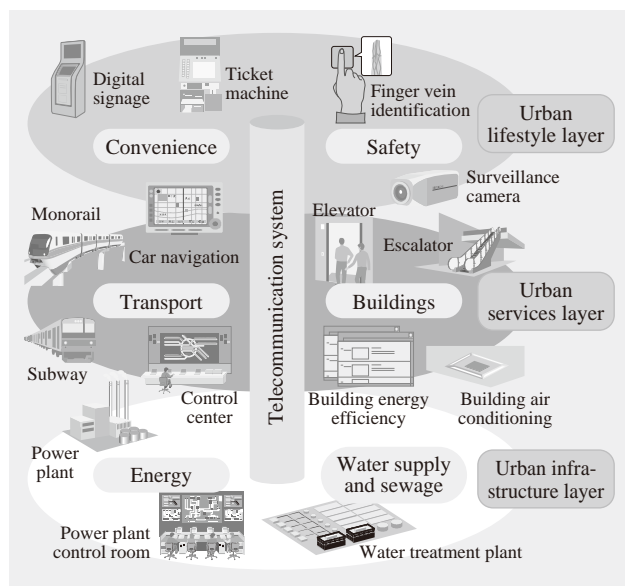 Digital
signage
Ticket
machine
Finger vein
identification
Urban
lifestyle layer
Convenience
Safety
Surveillance
camera
Monorail
Car navigation
Elevator
Escalator
Telecommunication system
Transport
Buildings
Urban
services layer
Subway
Control
center
Building energy
efficiency
Building air
conditioning
Power
plant
Energy
Water supply
and sewage
Urban infra-
structure layer
Power plant
control room
Water treatment plant